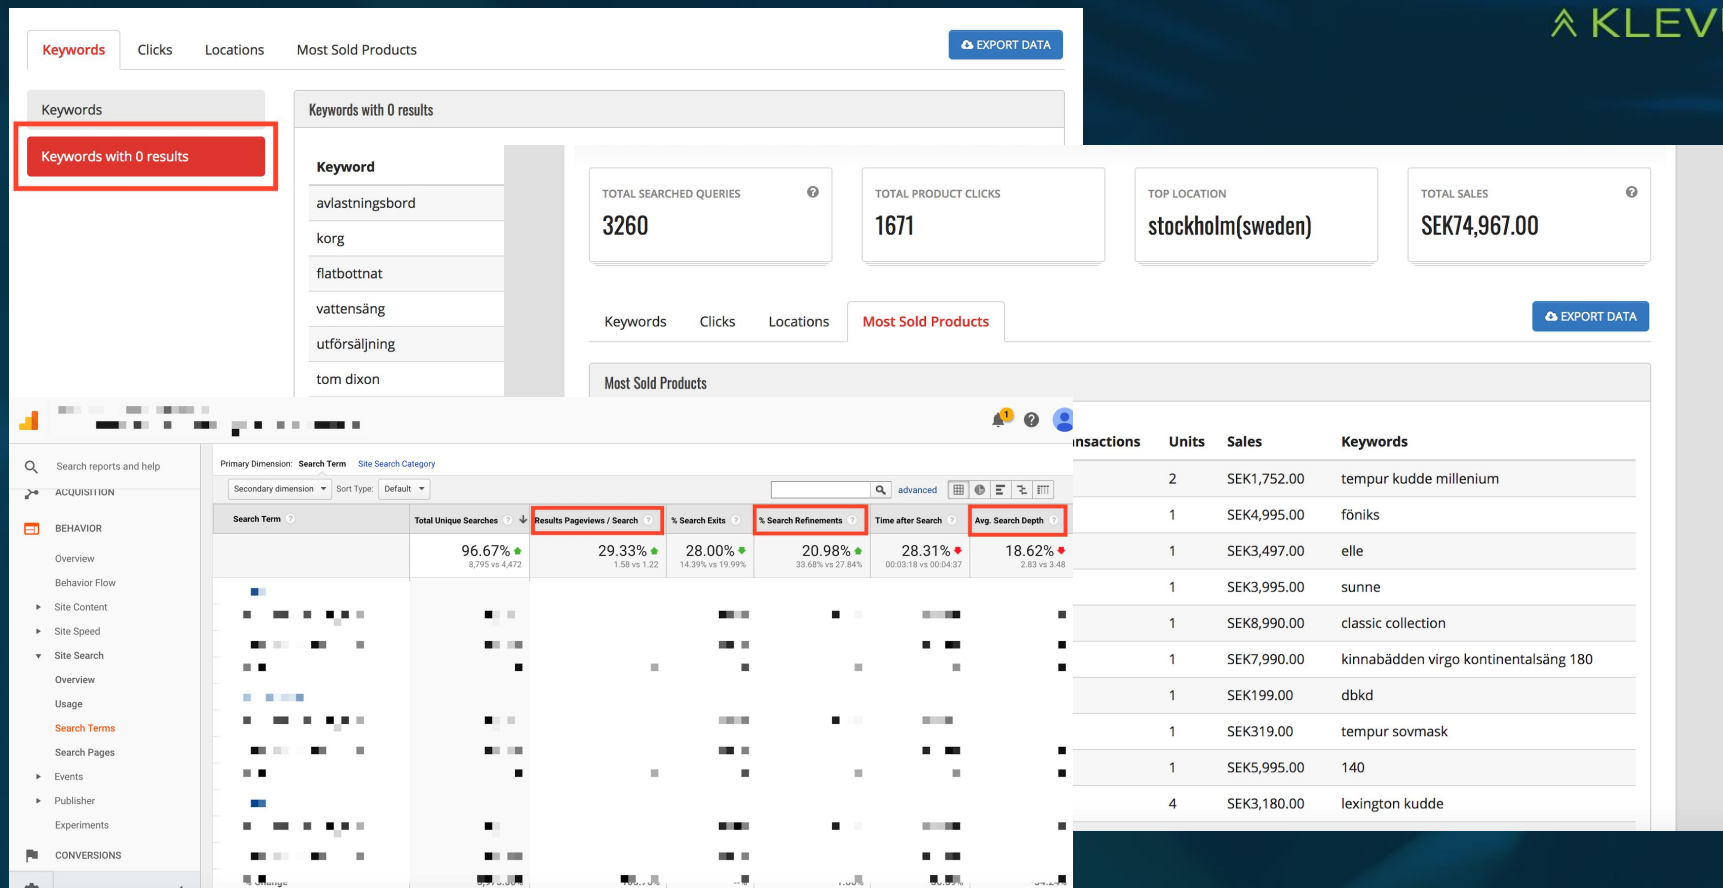 KLEV
Keywords Clicks Locations Most Sold Products
EXPORT DATA
Keywords
Keywords with 0 results
Keywords with 0 results
Keyword
avlastningsbord
korg
flatbottnat
vattensäng
utförsäljning
tom dixon
TOTAL SEARCHED QUERIES
3260
TOTAL PRODUCT CLICKS
1671
TOP LOCATION
stockholm(sweden)
TOTAL SALES
SEK74,967.00
Keywords Clicks Locations Most Sold Products
EXPORT DATA
Most Sold Products
nsactions Units Sales Keywords
2 SEK1,752.00 tempur kudde millenium
1 SEK4,995.00 föniks
1 SEK3,497.00 elle
1 SEK3,995.00 sunne
1 SEK8,990.00 classic collection
1 SEK7,990.00 kinnabädden virgo kontinentalsäng 180
1 SEK199.00 dbkd
1 SEK319.00 tempur sovmask
1 SEK5,995.00 140
4 SEK3,180.00 lexington kudde
1
Search reports and help
ACQUISITION
BEHAVIOR
Overview
Behavior Flow
Site Content
Site Speed
Site Search
Overview
Usage
Search Terms
Search Pages
Events
Publisher
Experiments
CONVERSIONS
Primary Dimension: Search Term Site Search Category
Secondary dimension Sort Type: Default
advanced
Search Term Total Unique Searches Results Pageviews / Search % Search Exits % Search Refinements Time after Search Avg. Search Depth
96.67% 29.33% 28.00% 20.98% 28.31% 18.62%
8,795 vs 4,472 1.58 vs 1.22 14.39% vs 19.99% 33.68% vs 27.84% 00:03:18 vs 00:04:37 2.83 vs 3.48